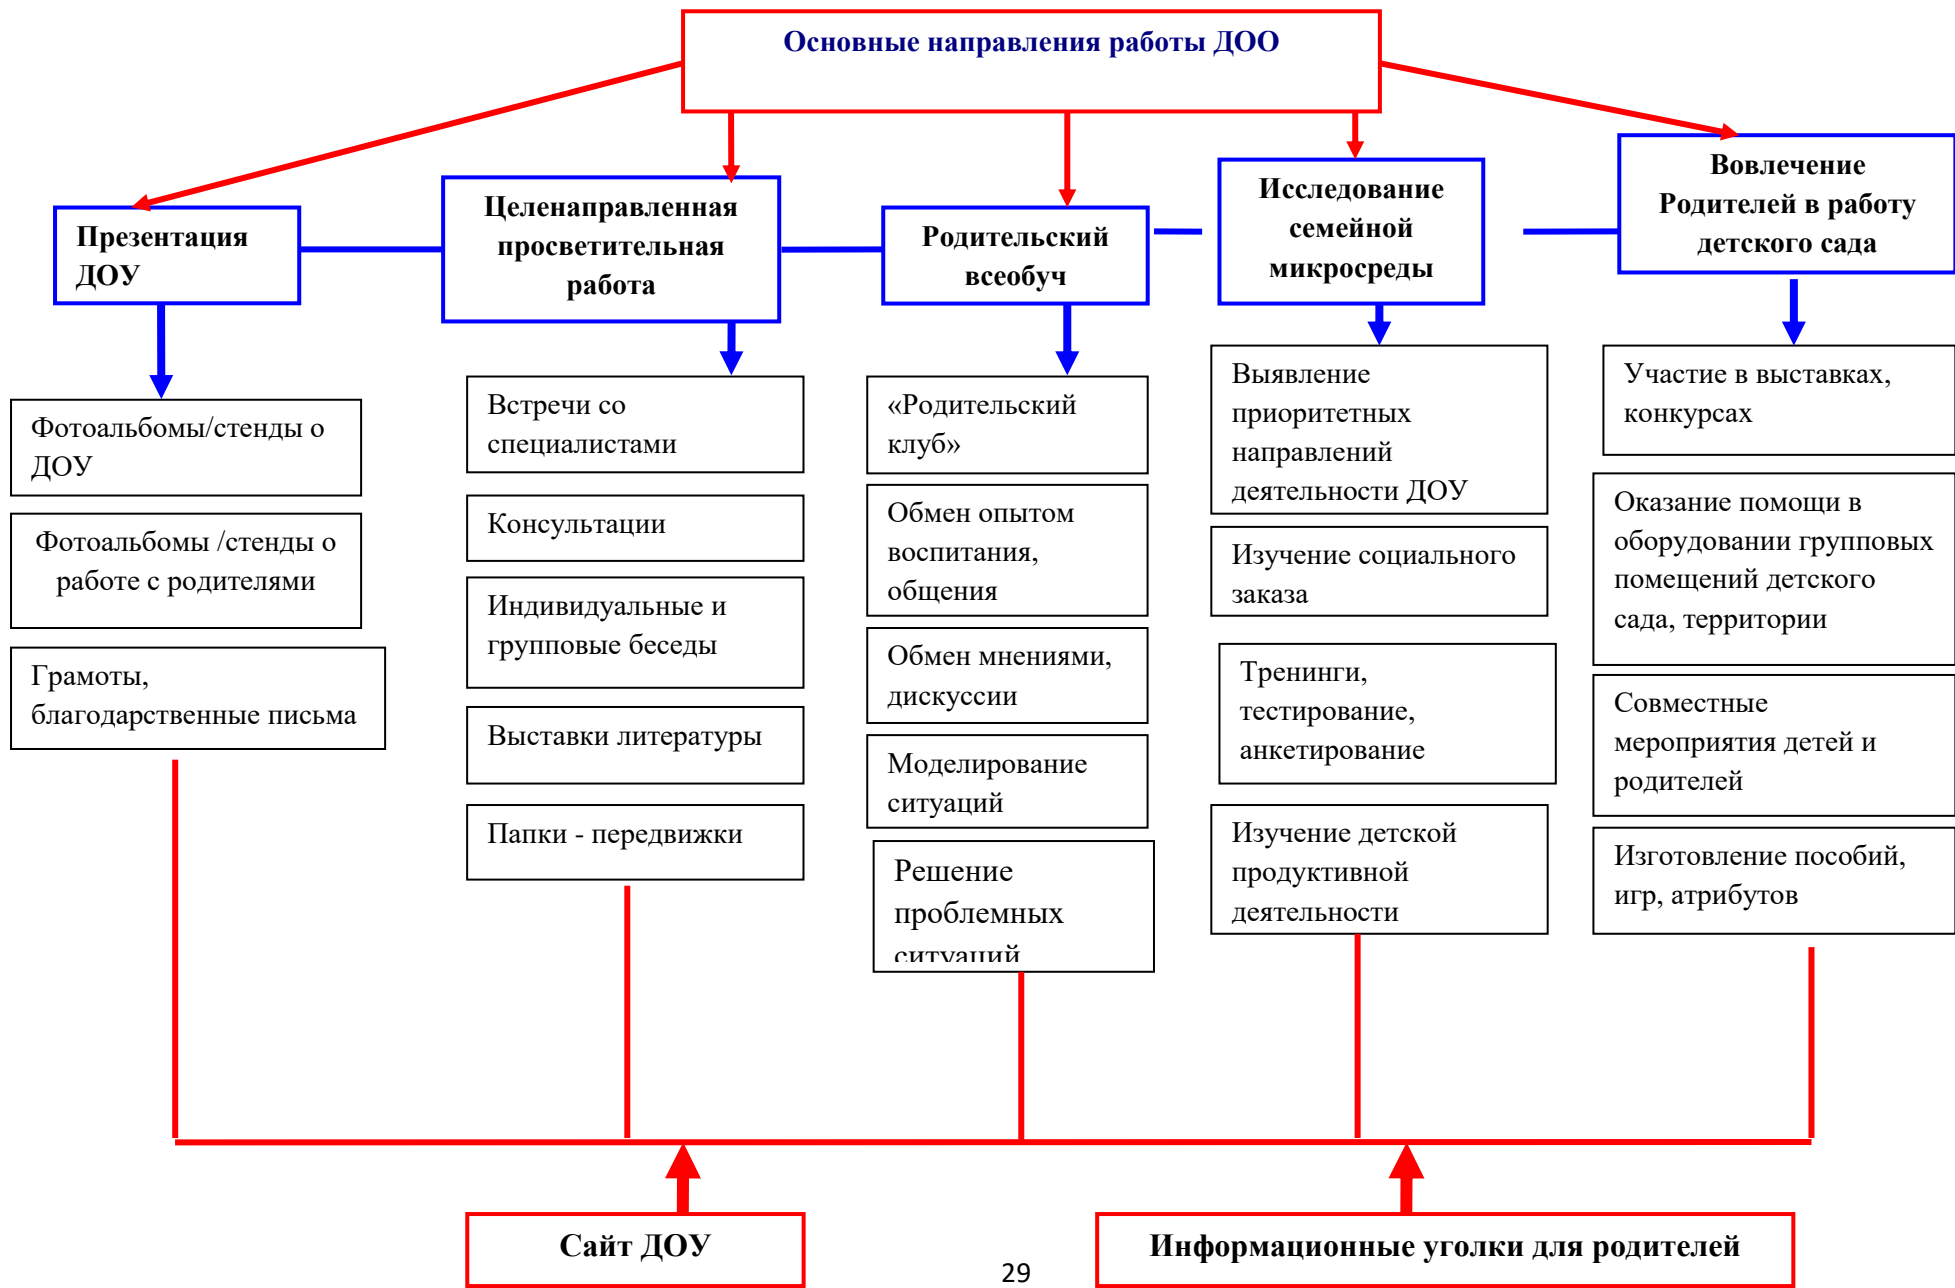 Основные направления работы ДОО
Презентация
ДОУ
Целенаправленная
просветительная
работа
Родительский
всеобуч
Исследование
семейной
микросреды
Вовлечение
Родителей в работу
детского сада
Фотоальбомы/стенды о
ДОУ
Фотоальбомы /стенды о
работе с родителями
Грамоты,
благодарственные письма
Встречи со
специалистами
Консультации
Индивидуальные и
групповые беседы
Выставки литературы
Папки - передвижки
«Родительский
клуб»
Обмен опытом
воспитания,
общения
Обмен мнениями,
дискуссии
Моделирование
ситуаций
Решение
проблемных
ситуаций
Выявление
приоритетных
направлений
деятельности ДОУ
Изучение социального
заказа
Тренинги,
тестирование,
анкетирование
Изучение детской
продуктивной
деятельности
Участие в выставках,
конкурсах
Оказание помощи в
оборудовании групповых
помещений детского
сада, территории
Совместные
мероприятия детей и
родителей
Изготовление пособий,
игр, атрибутов
Сайт ДОУ
Информационные уголки для родителей
29